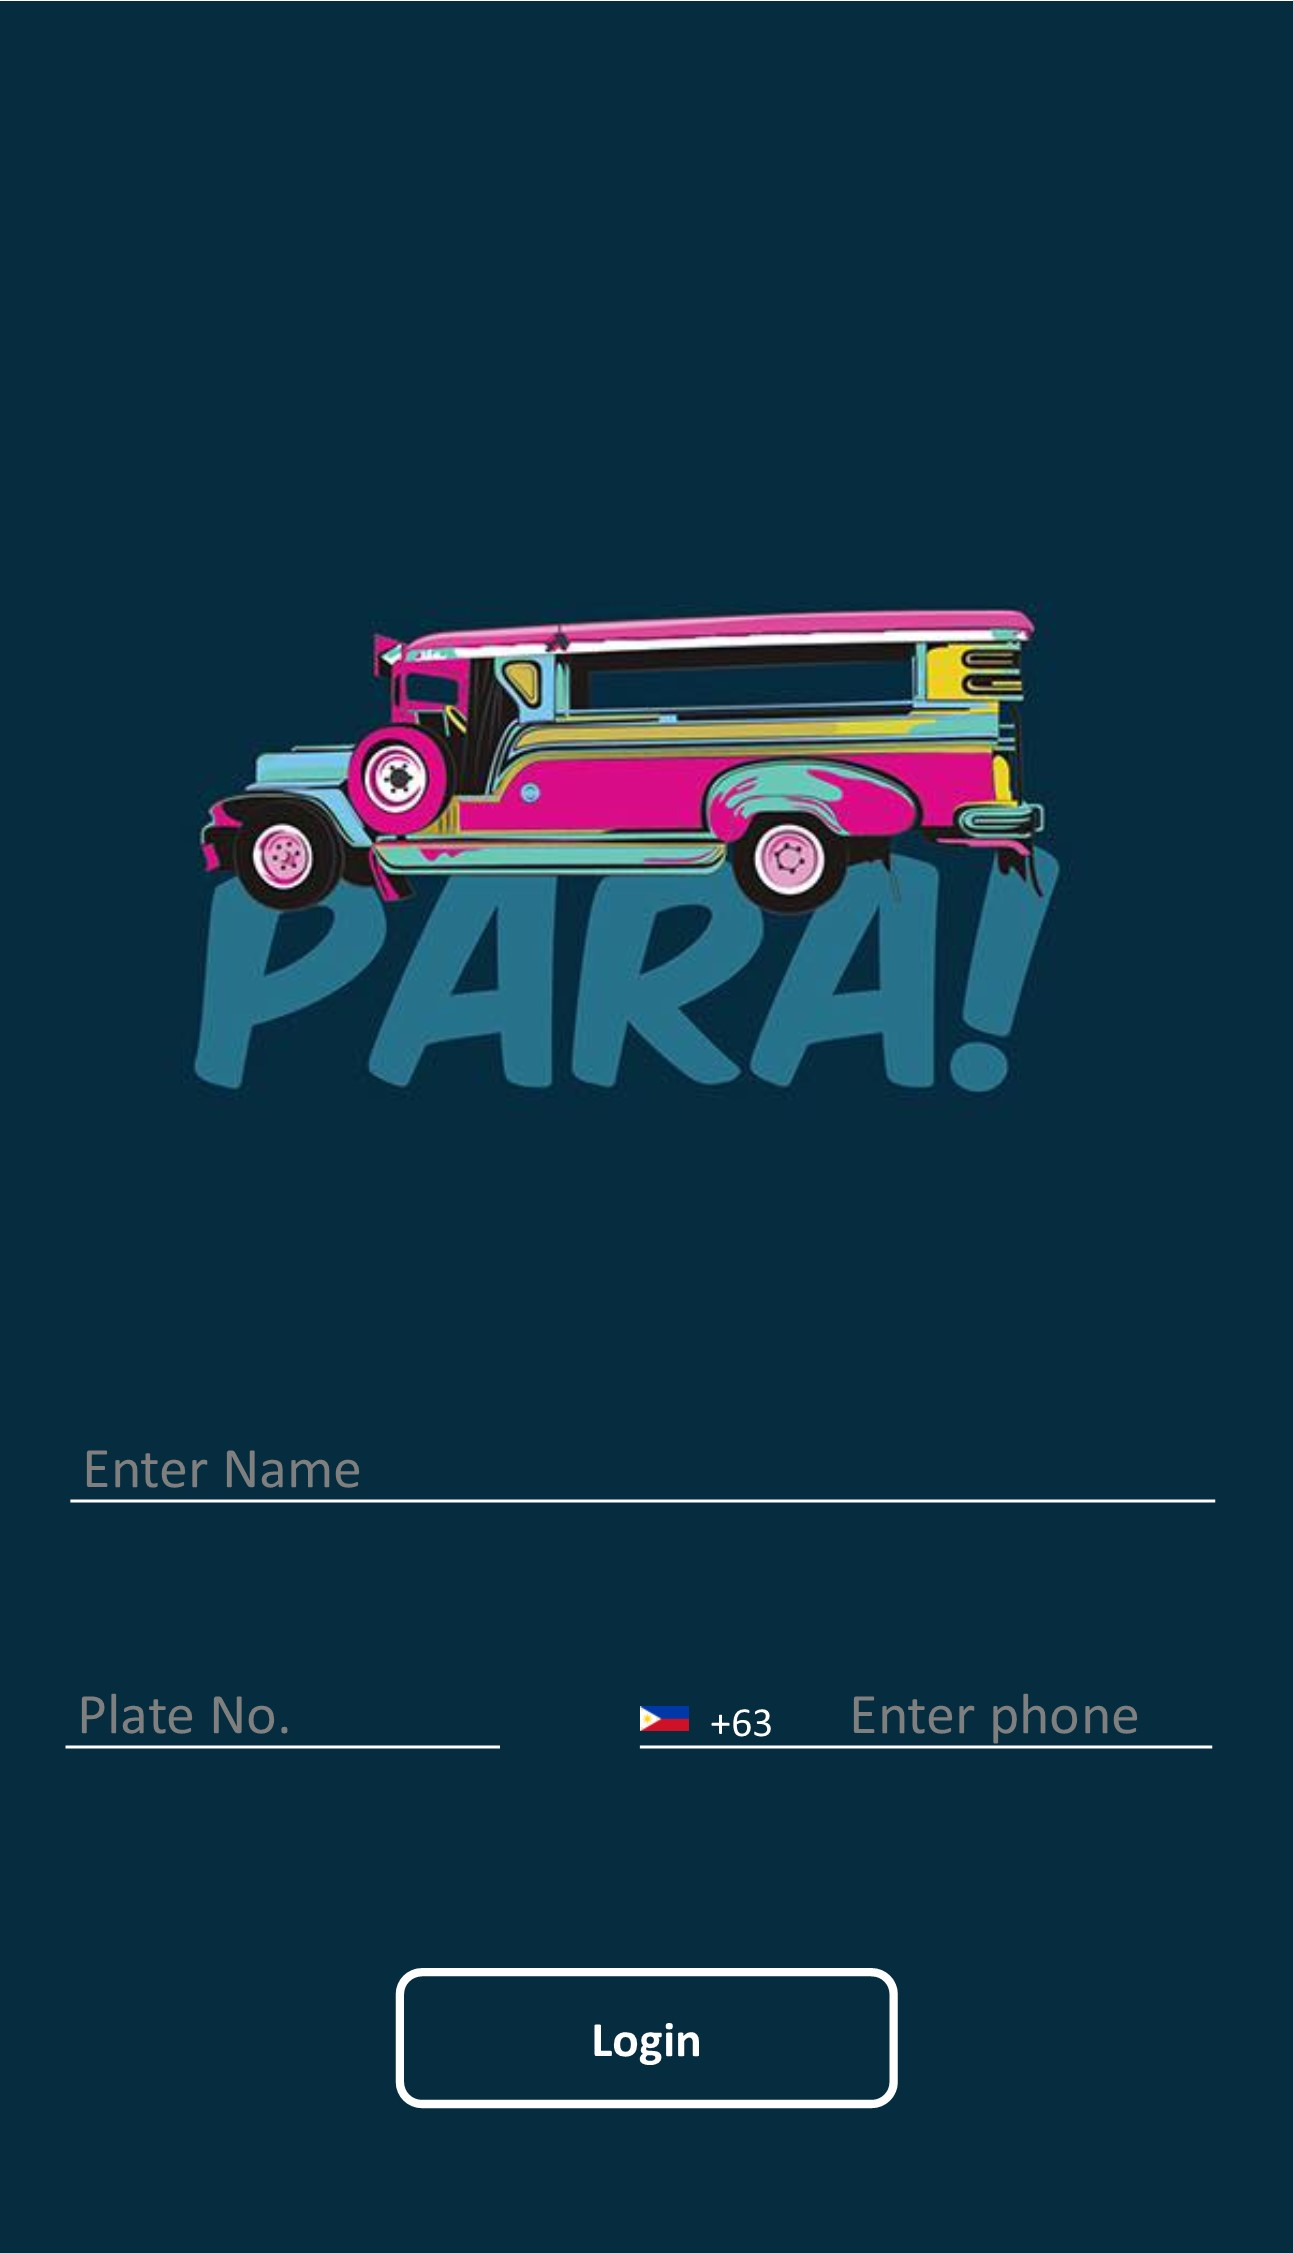 PARA!
Enter Name
Plate No.
+63 Enter phone
Login